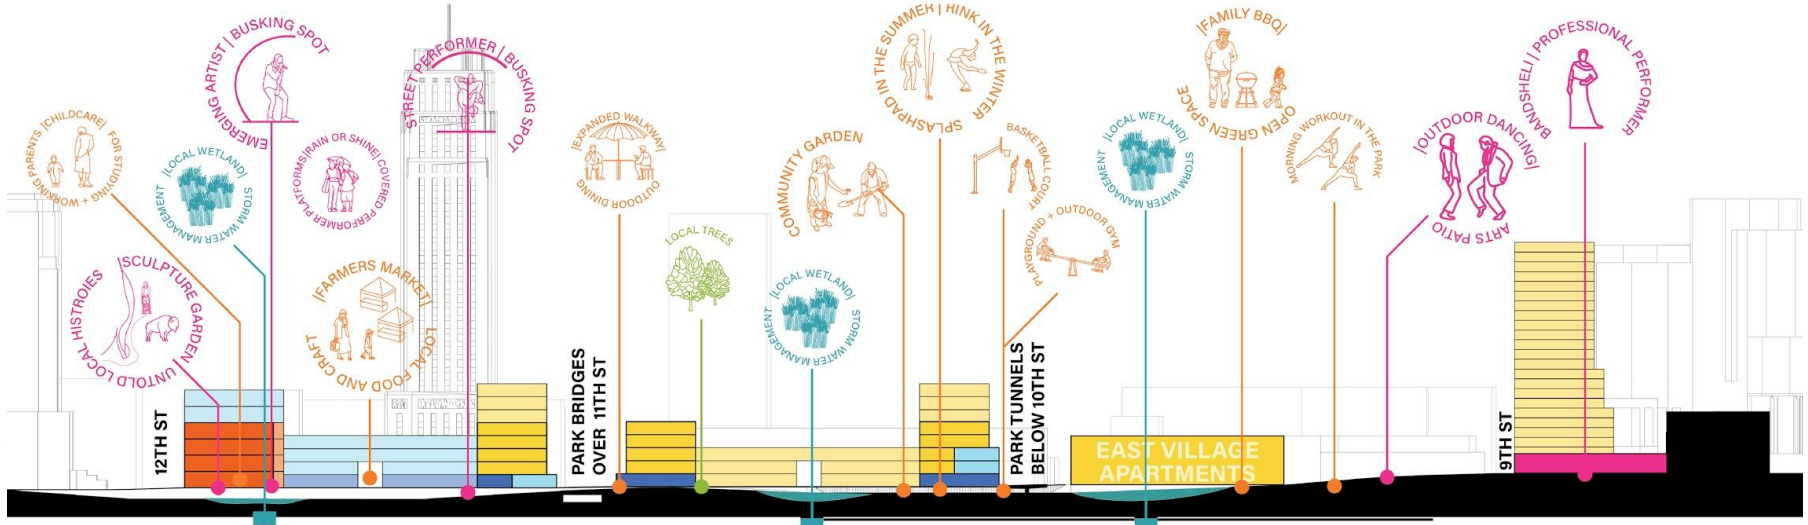 EMERGING ARTIST | BUSKING SPOT
STREET PERFORMER | BUSKING SPOT
SPLASHPAD IN THE SUMMER | RINK IN THE WINTER
|FAMILY BBQ|
OPEN GREEN SPACE
BANDSHELL | PROFESSIONAL PERFORMER
|CHILDCARE| FOR STUDYING + WORKING PARENTS
|LOCAL WETLAND|
STORM WATER MANAGEMENT
|RAIN OR SHINE| COVERED PERFORMER PLATFORMS
|EXPANDED WALKWAY|
OUTDOOR DINING
COMMUNITY GARDEN
BASKETBALL COURT
|LOCAL WETLAND|
STORM WATER MANAGEMENT
MORNING WORKOUT IN THE PARK
|OUTDOOR DANCING|
ARTS PATIO
|SCULPTURE GARDEN| UNTOLD LOCAL HISTROIES
|FARMERS MARKET|
LOCAL FOOD AND CRAFT
LOCAL TREES
|LOCAL WETLAND|
STORM WATER MANAGEMENT
PLAYGROUND + OUTDOOR GYM
12TH ST
PARK BRIDGES
OVER 11TH ST
PARK TUNNELS
BELOW 10TH ST
EAST VILLAGE
APARTMENTS
9TH ST